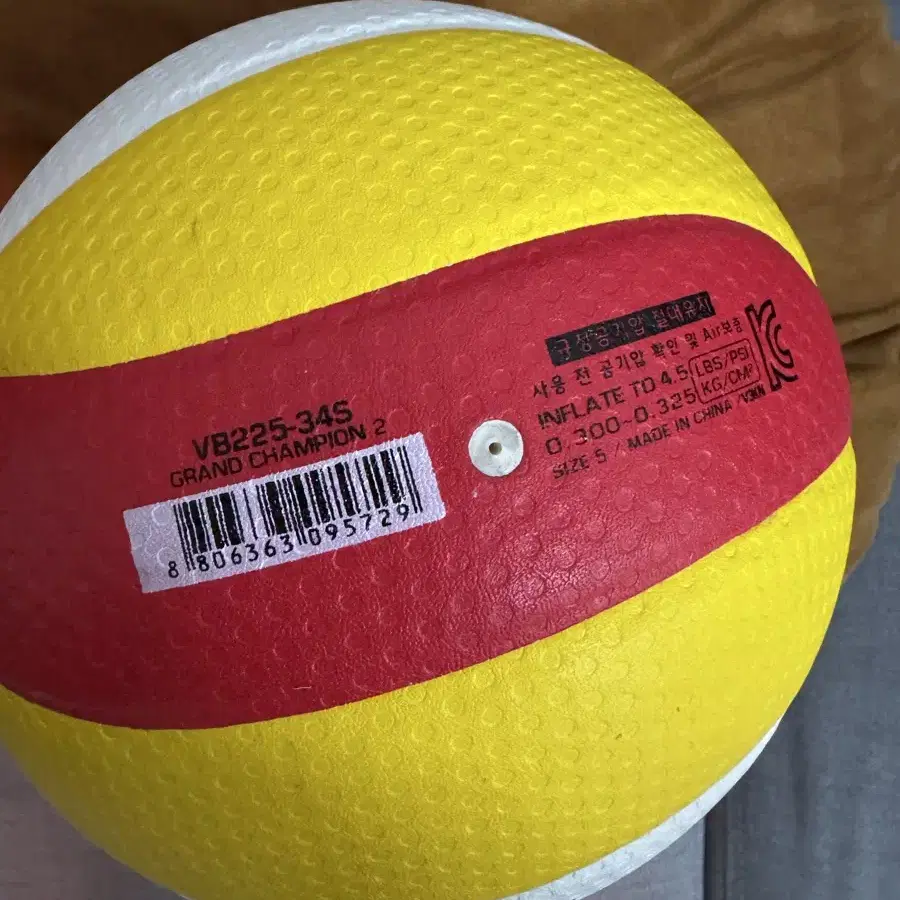 VB225-34S
GRAND CHAMPION 2
8 806363 095729
규정공기압 절대유지
사용 전 공기압 확인 및 Air보충
INFLATE TO 4.5 LBS/PSI
0.300~0.325 KG/CM²
SIZE 5 / MADE IN CHINA